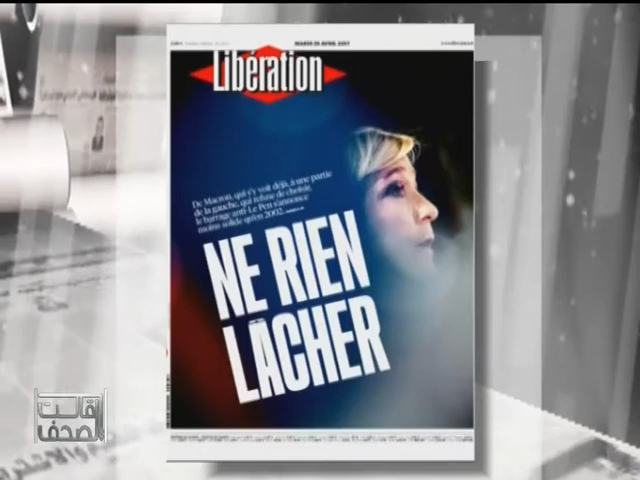 MARDI 25 AVRIL 2017
Libération
De Macron, qui s'y voit déjà, à une partie
de la gauche, qui refuse de choisir,
le barrage anti-Le Pen s'annonce
moins solide qu'en 2002.
NE RIEN
LÂCHER
قالت
الصحف